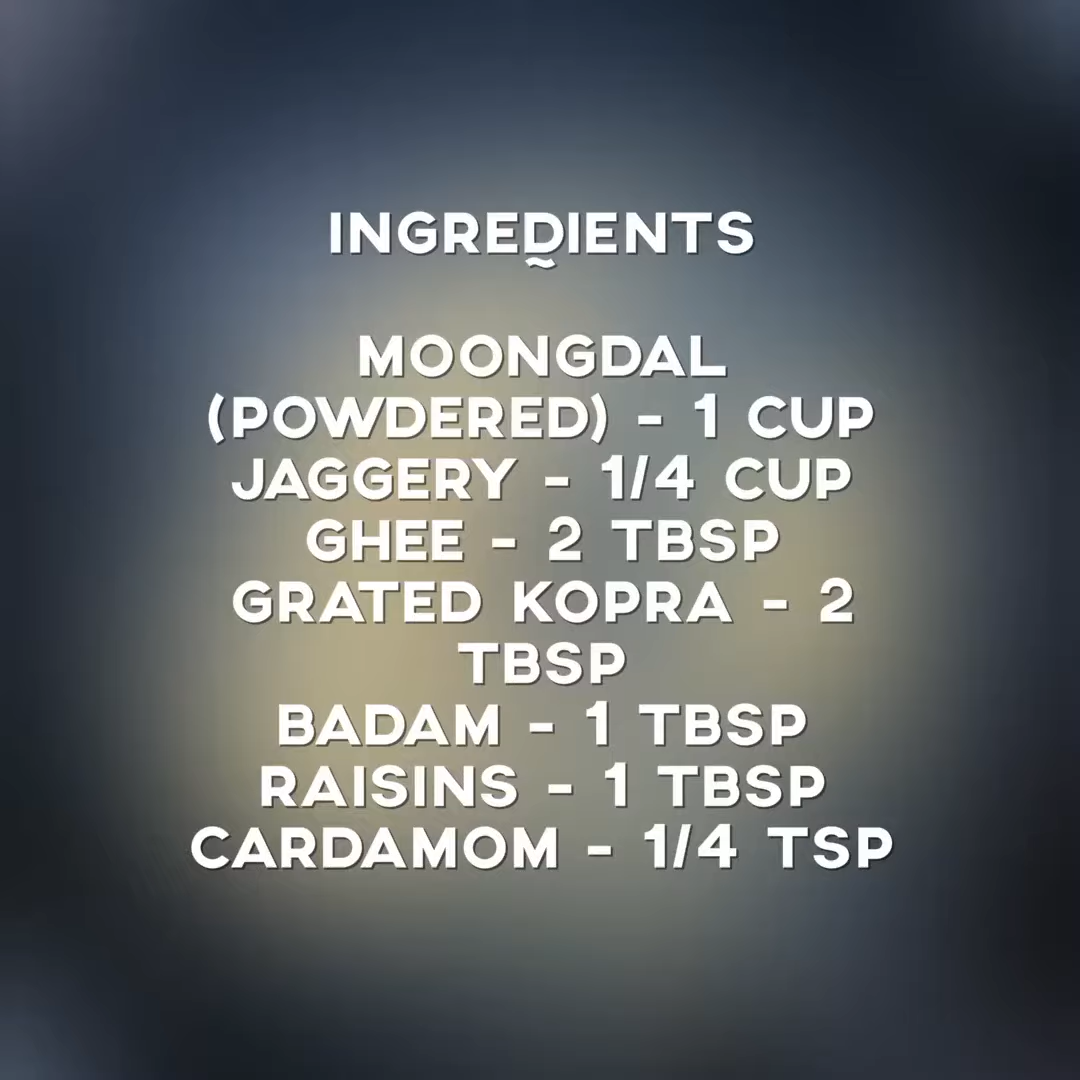 INGREDIENTS
MOONGDAL
(POWDERED) - 1 CUP
JAGGERY - 1/4 CUP
GHEE - 2 TBSP
GRATED KOPRA - 2
TBSP
BADAM - 1 TBSP
RAISINS - 1 TBSP
CARDAMOM - 1/4 TSP